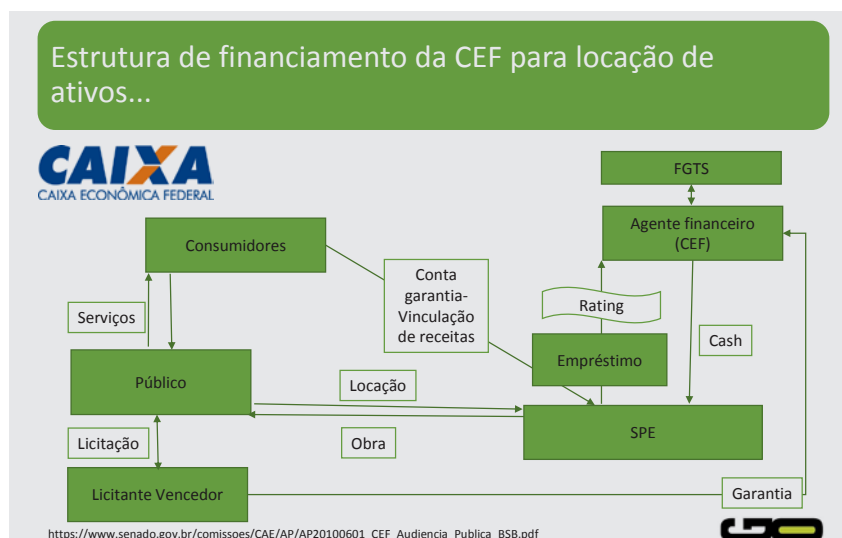 Estrutura de financiamento da CEF para locação de
ativos...
CAIXA
CAIXA ECONÔMICA FEDERAL
FGTS
Agente financeiro
(CEF)
Consumidores
Conta
garantia-
Vinculação
de receitas
Rating
Serviços
Cash
Empréstimo
Público
Locação
SPE
Licitação
Obra
Licitante Vencedor
Garantia
https://www.senado.gov.br/comissoes/CAE/AP/AP20100601_CEF_Audiencia_Publica_BSB.pdf